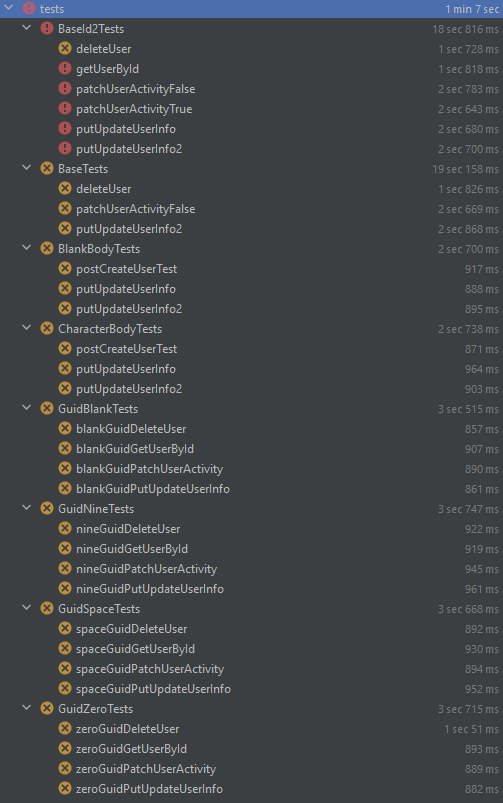 tests 1 min 7 sec
BaseId2Tests 18 sec 816 ms
deleteUser 1 sec 728 ms
getUserById 1 sec 818 ms
patchUserActivityFalse 2 sec 783 ms
patchUserActivityTrue 2 sec 643 ms
putUpdateUserInfo 2 sec 680 ms
putUpdateUserInfo2 2 sec 700 ms
BaseTests 19 sec 158 ms
deleteUser 1 sec 826 ms
patchUserActivityFalse 2 sec 669 ms
putUpdateUserInfo2 2 sec 868 ms
BlankBodyTests 2 sec 700 ms
postCreateUserTest 917 ms
putUpdateUserInfo 888 ms
putUpdateUserInfo2 895 ms
CharacterBodyTests 2 sec 738 ms
postCreateUserTest 871 ms
putUpdateUserInfo 964 ms
putUpdateUserInfo2 903 ms
GuidBlankTests 3 sec 515 ms
blankGuidDeleteUser 857 ms
blankGuidGetUserById 907 ms
blankGuidPatchUserActivity 890 ms
blankGuidPutUpdateUserInfo 861 ms
GuidNineTests 3 sec 747 ms
nineGuidDeleteUser 922 ms
nineGuidGetUserById 919 ms
nineGuidPatchUserActivity 945 ms
nineGuidPutUpdateUserInfo 961 ms
GuidSpaceTests 3 sec 668 ms
spaceGuidDeleteUser 892 ms
spaceGuidGetUserById 930 ms
spaceGuidPatchUserActivity 894 ms
spaceGuidPutUpdateUserInfo 952 ms
GuidZeroTests 3 sec 715 ms
zeroGuidDeleteUser 1 sec 51 ms
zeroGuidGetUserById 893 ms
zeroGuidPatchUserActivity 889 ms
zeroGuidPutUpdateUserInfo 882 ms